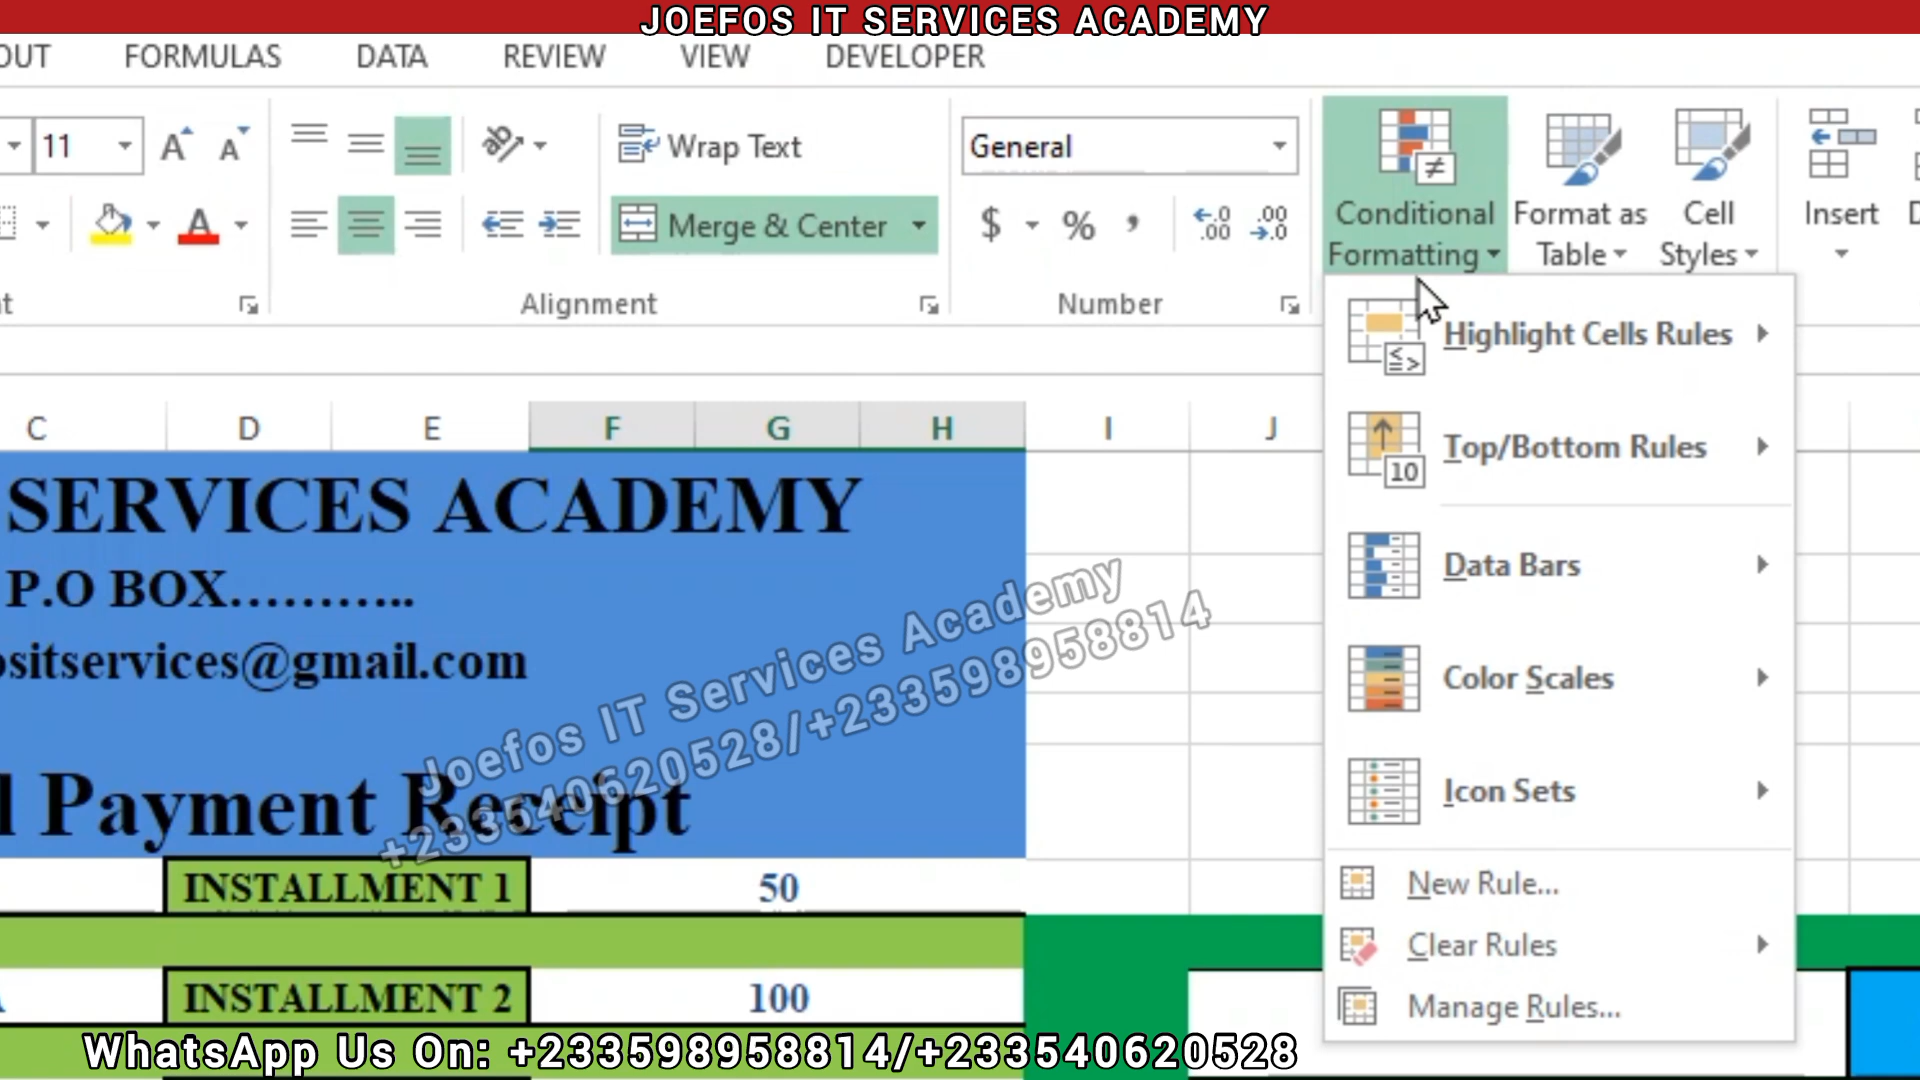 JOEFOS IT SERVICES ACADEMY
OUT FORMULAS DATA REVIEW VIEW DEVELOPER
11 Wrap Text General
Merge & Center $ % , .0 .00 .00 .0
Conditional Formatting Format as Table Cell Styles Insert
t Alignment Number
Highlight Cells Rules
Top/Bottom Rules
10
Data Bars
Color Scales
Icon Sets
New Rule...
Clear Rules
Manage Rules...
C D E F G H I J
SERVICES ACADEMY
P.O BOX...........
ositservices@gmail.com
l Payment Receipt
Joefos IT Services Academy
+233540620528/+233598958814
INSTALLMENT 1 50
INSTALLMENT 2 100
WhatsApp Us On: +233598958814/+233540620528